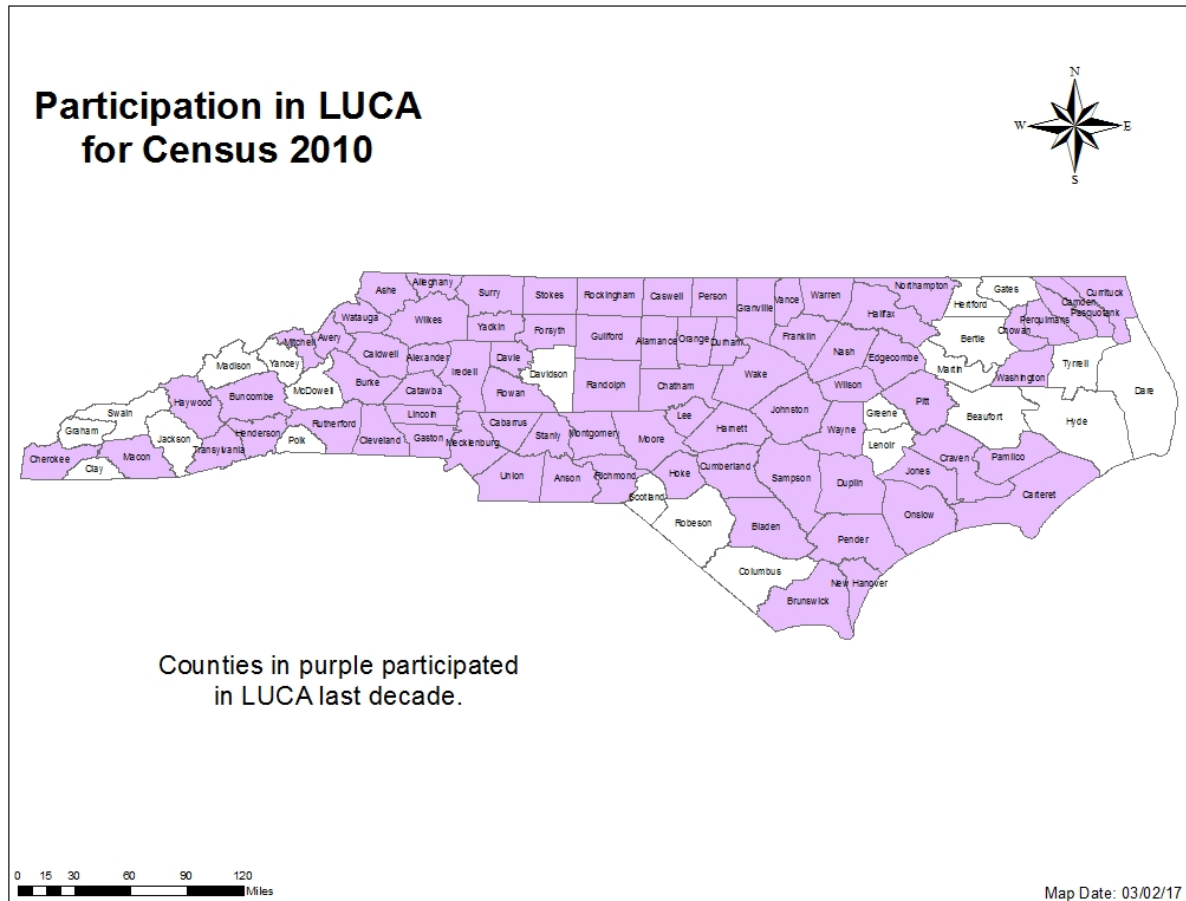 Participation in LUCA
for Census 2010
N
W E
S
Ashe
Alleghany
Surry
Stokes
Rockingham
Caswell
Person
Granville
Vance
Warren
Northampton
Hertford
Gates
Currituck
Camden
Pasquotank
Perquimans
Chowan
Halifax
Bertie
Watauga
Wilkes
Yadkin
Forsyth
Guilford
Alamance
Orange
Durham
Franklin
Nash
Edgecombe
Martin
Washington
Tyrrell
Dare
Mitchell
Avery
Caldwell
Alexander
Iredell
Davie
Davidson
Randolph
Chatham
Wake
Wilson
Pitt
Beaufort
Hyde
Madison
Yancey
McDowell
Burke
Catawba
Rowan
Johnston
Greene
Swain
Haywood
Buncombe
Rutherford
Lincoln
Cabarrus
Stanly
Montgomery
Moore
Lee
Harnett
Wayne
Lenoir
Craven
Pamlico
Graham
Jackson
Henderson
Transylvania
Polk
Cleveland
Gaston
Mecklenburg
Cherokee
Macon
Clay
Union
Anson
Richmond
Scotland
Hoke
Cumberland
Sampson
Duplin
Jones
Carteret
Onslow
Robeson
Bladen
Pender
Columbus
New Hanover
Brunswick
Counties in purple participated
in LUCA last decade.
0 15 30 60 90 120
Miles
Map Date: 03/02/17